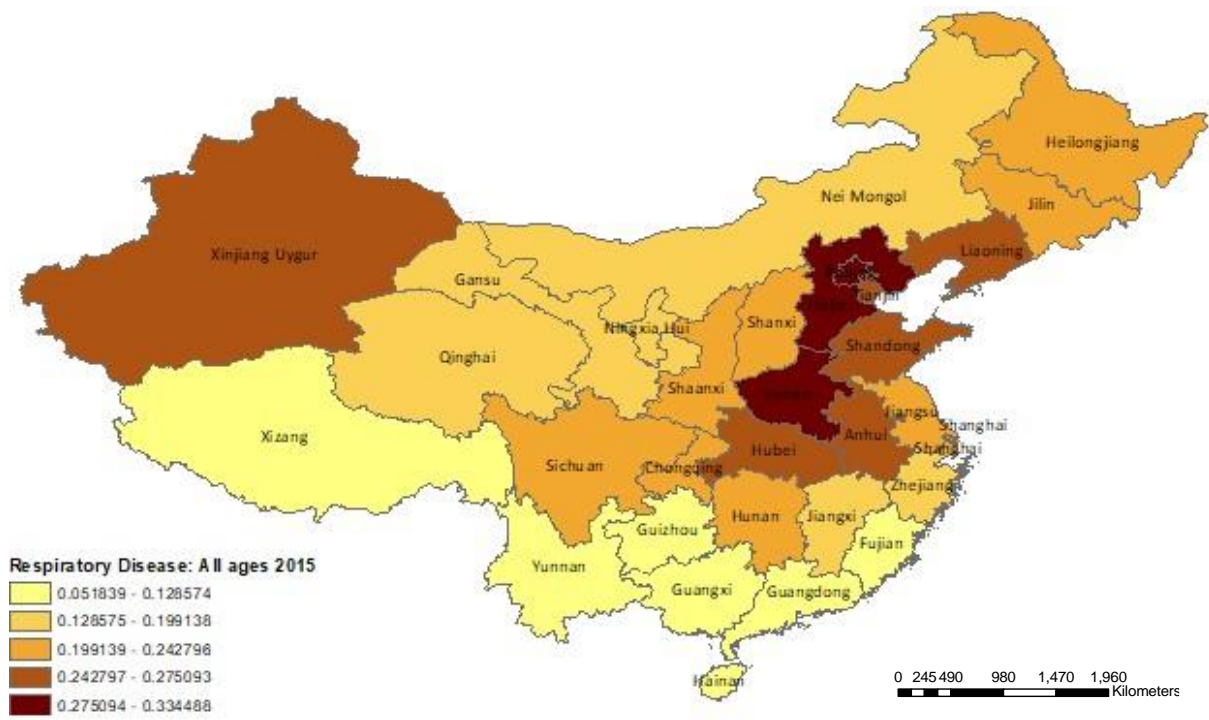 Heilongjiang
Nei Mongol
Jilin
Xinjiang Uygur
Liaoning
Gansu
Tianjin
Ningxia Hui
Shanxi
Shandong
Qinghai
Shaanxi
Jiangsu
Shanghai
Xizang
Anhui
Shanghai
Hubei
Sichuan
Chongqing
Zhejiang
Hunan
Jiangxi
Guizhou
Fujian
Yunnan
Guangxi
Guangdong
Hainan
Respiratory Disease: All ages 2015
0.051839 - 0.128574
0.128575 - 0.199138
0.199139 - 0.242796
0.242797 - 0.275093
0.275094 - 0.334488
0 245 490 980 1,470 1,960
Kilometers